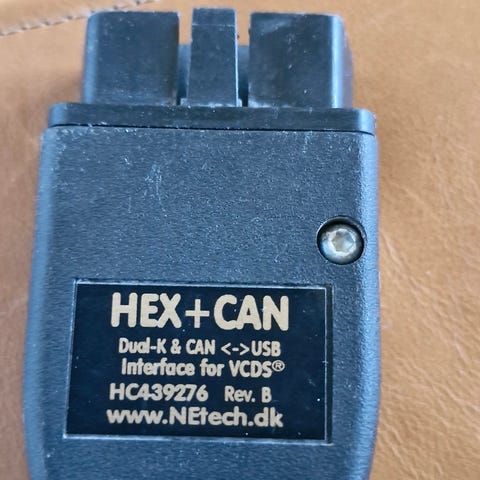 HEX+CAN
Dual-K & CAN <->USB
Interface for VCDS®
HC439276 Rev. B
www.NEtech.dk